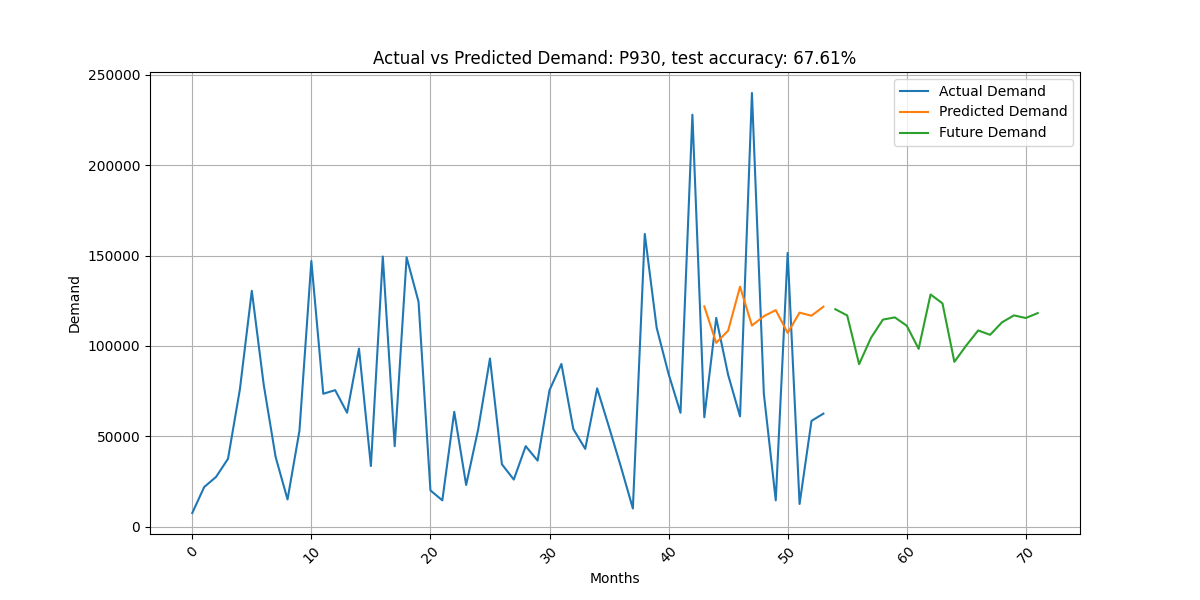 Actual vs Predicted Demand: P930, test accuracy: 67.61%
250000
200000
150000
100000
50000
0
Demand
Actual Demand
Predicted Demand
Future Demand
0
10
20
30
40
50
60
70
Months